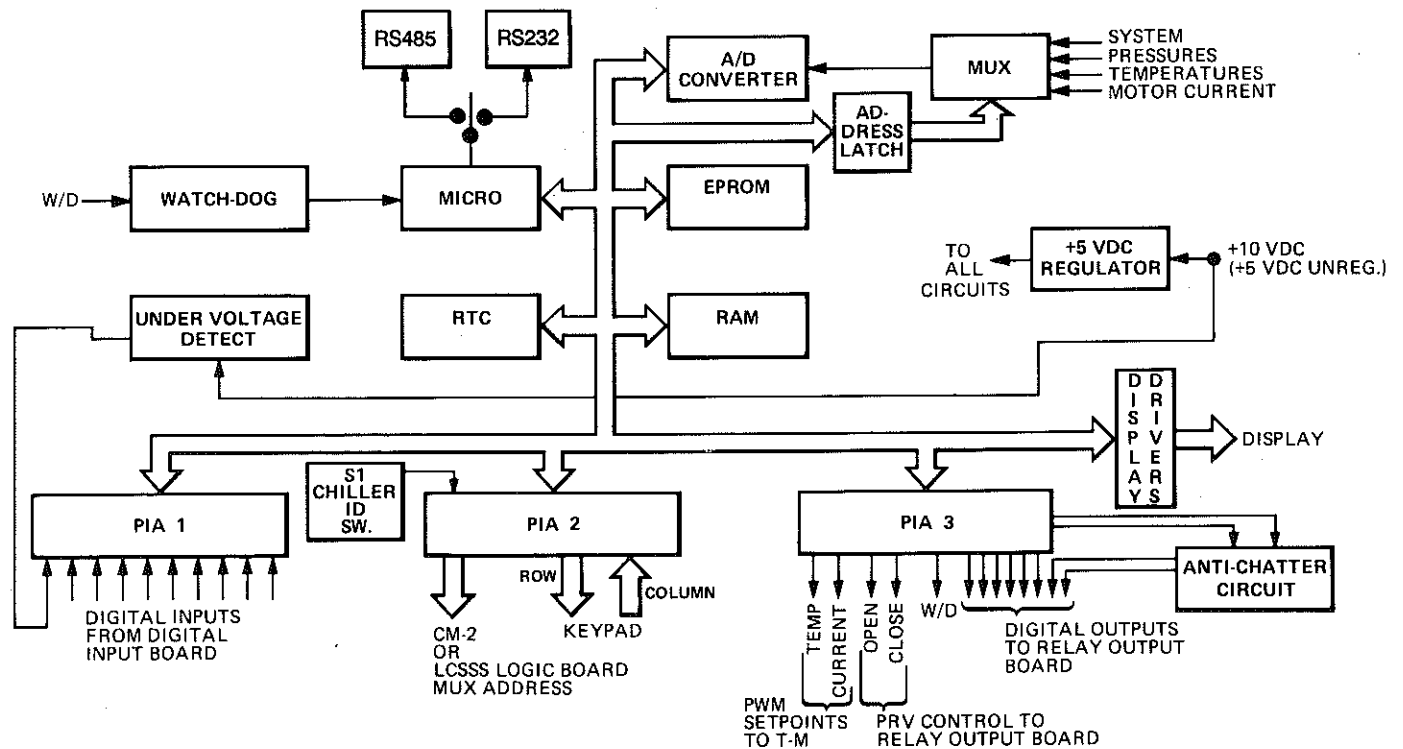 RS485
RS232
A/D
CONVERTER
MUX
SYSTEM
PRESSURES
TEMPERATURES
MOTOR CURRENT
AD-
DRESS
LATCH
W/D
WATCH-DOG
MICRO
EPROM
TO
ALL
CIRCUITS
+5 VDC
REGULATOR
+10 VDC
(+5 VDC UNREG.)
UNDER VOLTAGE
DETECT
RTC
RAM
DISPLAY
DRIVERS
DISPLAY
PIA 1
S1
CHILLER
ID
SW.
PIA 2
PIA 3
ANTI-CHATTER
CIRCUIT
DIGITAL INPUTS
FROM DIGITAL
INPUT BOARD
ROW
COLUMN
CM-2
OR
LCSSS LOGIC BOARD
MUX ADDRESS
KEYPAD
TEMP
CURRENT
OPEN
CLOSE
W/D
DIGITAL OUTPUTS
TO RELAY OUTPUT
BOARD
PWM
SETPOINTS
TO T-M
PRV CONTROL TO
RELAY OUTPUT BOARD